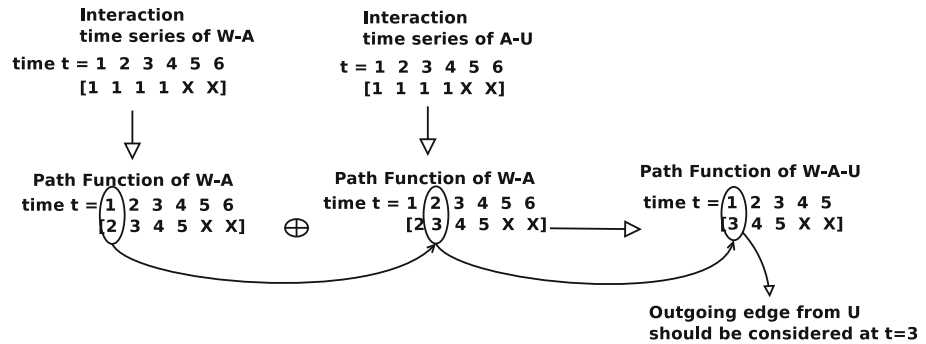 Interaction
time series of W-A
time t = 1 2 3 4 5 6
[1 1 1 1 X X]
Interaction
time series of A-U
t = 1 2 3 4 5 6
[1 1 1 1 X X]
Path Function of W-A
time t = 1 2 3 4 5 6
[2 3 4 5 X X]
⊕
Path Function of W-A
time t = 1 2 3 4 5 6
[2 3 4 5 X X]
Path Function of W-A-U
time t = 1 2 3 4 5
[3 4 5 X X]
Outgoing edge from U
should be considered at t=3